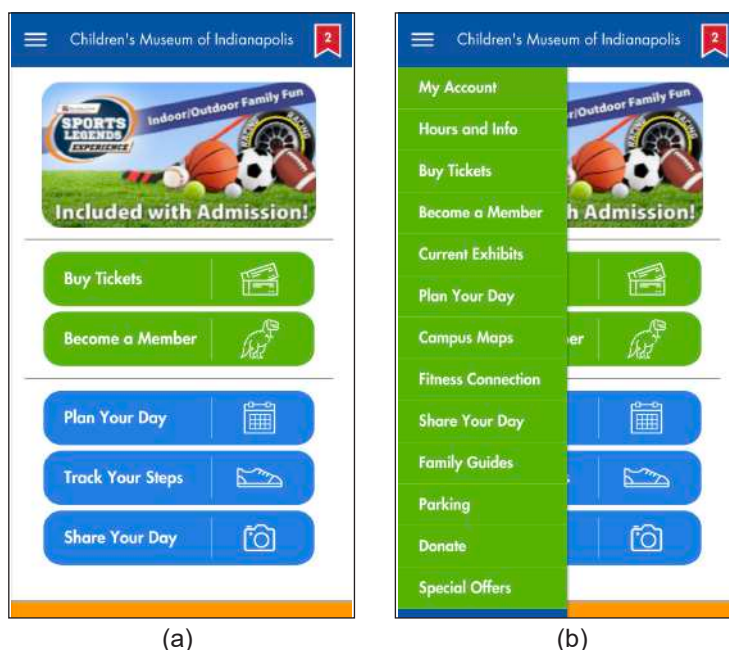 Children's Museum of Indianapolis
2
SPORTS
LEGENDS
EXPERIENCE
Indoor/Outdoor Family Fun
RACING
RACING
Included with Admission!
Buy Tickets
Become a Member
Plan Your Day
Track Your Steps
Share Your Day
(a)
Children's Museum of Indianapolis
2
My Account
Hours and Info
Buy Tickets
Become a Member
Current Exhibits
Plan Your Day
Campus Maps
Fitness Connection
Share Your Day
Family Guides
Parking
Donate
Special Offers
/Outdoor Family Fun
RACING
RACING
h Admission!
er
s
(b)